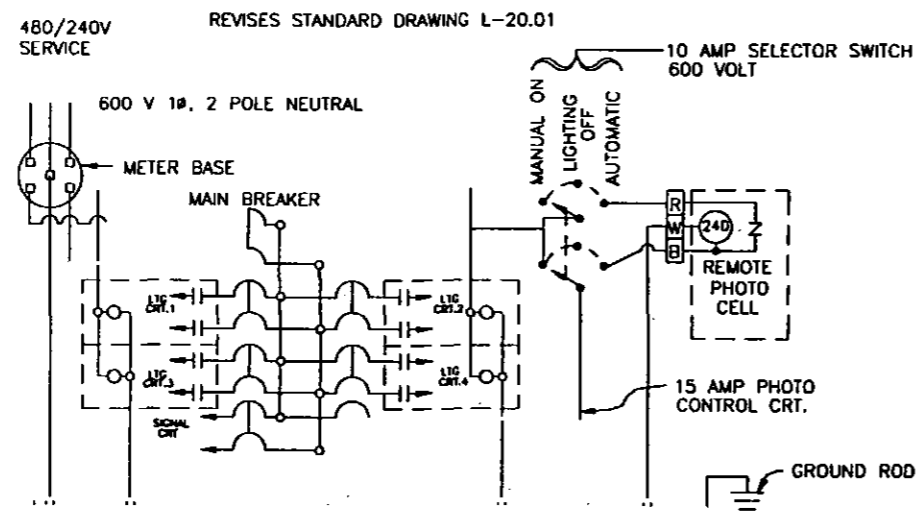 REVISES STANDARD DRAWING L-20.01
480/240V
SERVICE
10 AMP SELECTOR SWITCH
600 VOLT
600 V 1ø, 2 POLE NEUTRAL
MANUAL ON
LIGHTING
OFF
AUTOMATIC
METER BASE
MAIN BREAKER
R
W
B
240
REMOTE
PHOTO
CELL
LTG
CRT.1
LTG
CRT.2
LTG
CRT.3
LTG
CRT.4
SIGNAL
CRT
15 AMP PHOTO
CONTROL CRT.
GROUND ROD